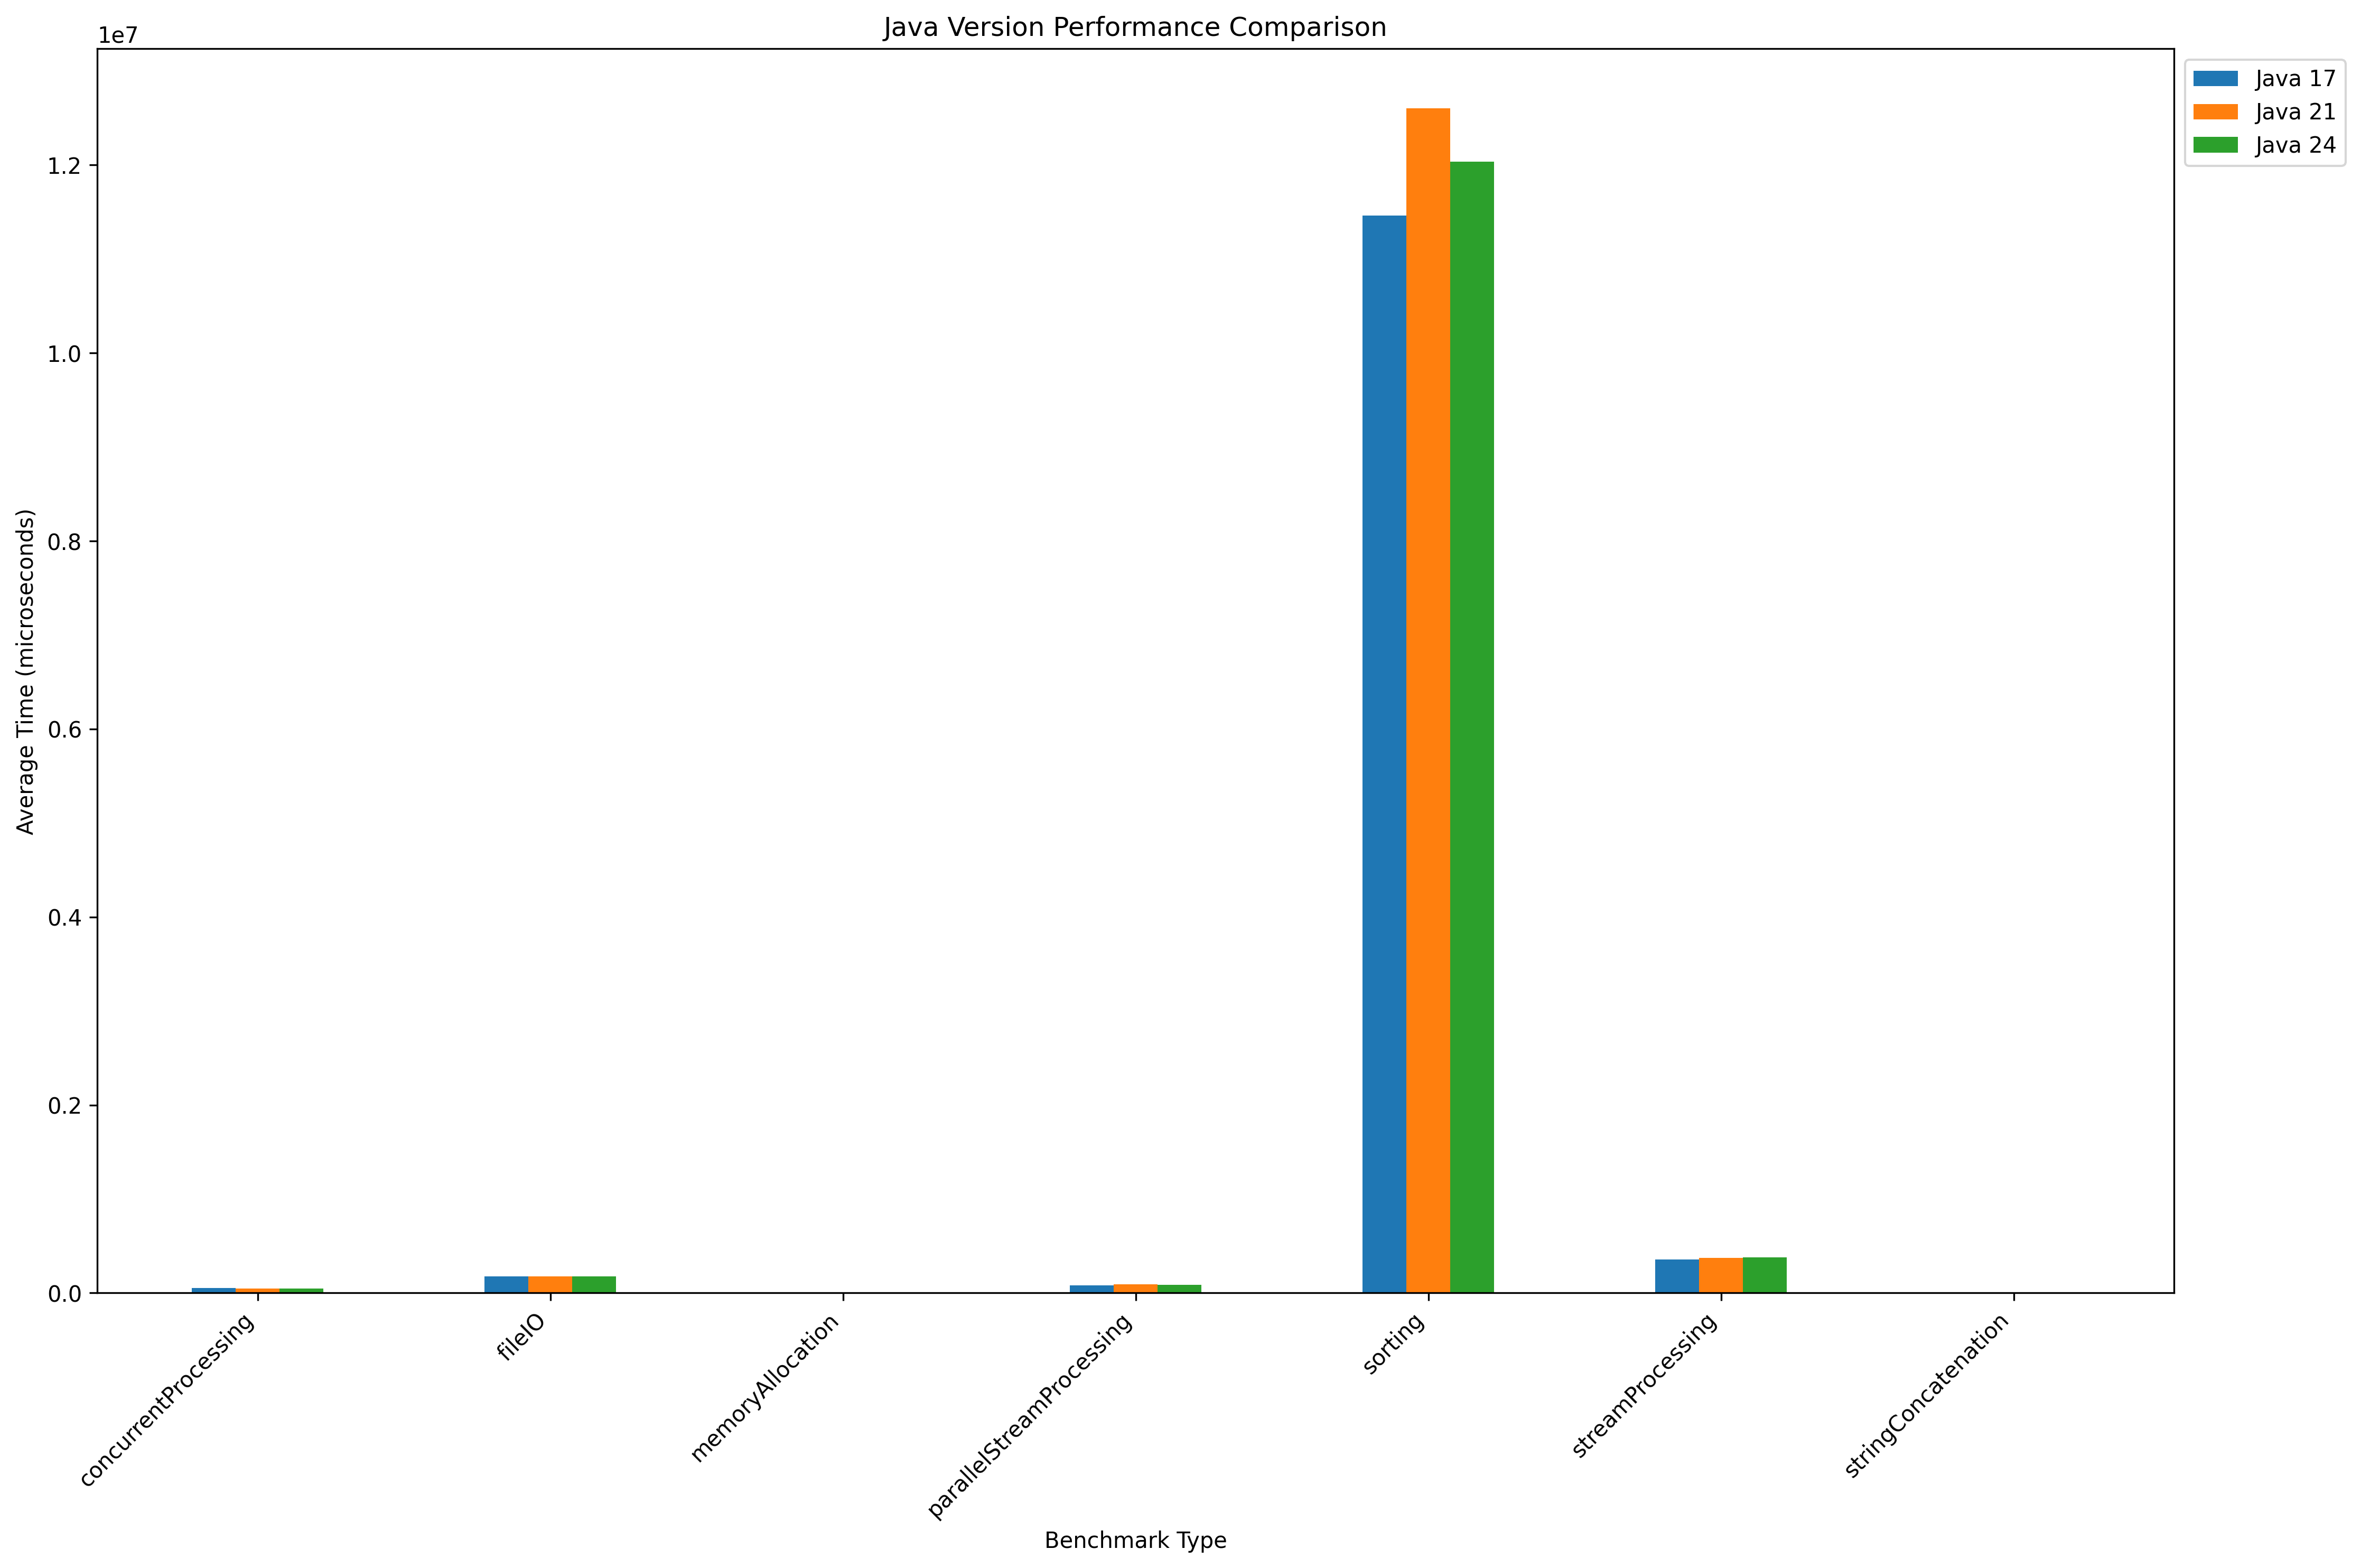 Java Version Performance Comparison
1e7
Java 17
Java 21
Java 24
1.2
1.0
0.8
0.6
0.4
0.2
0.0
Average Time (microseconds)
concurrentProcessing
fileIO
memoryAllocation
parallelStreamProcessing
sorting
streamProcessing
stringConcatenation
Benchmark Type